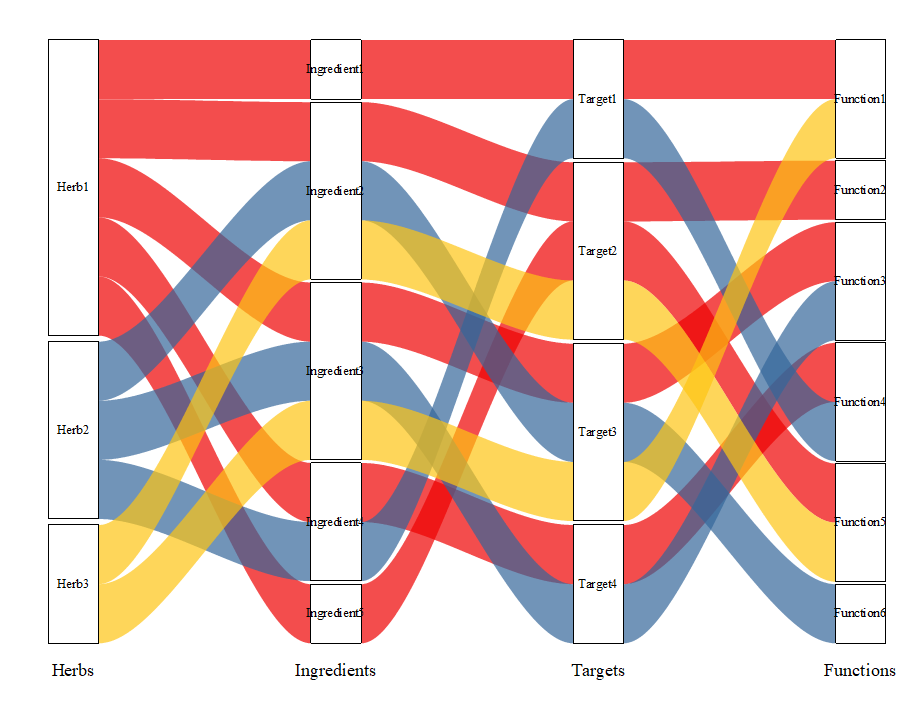 Herb1
Herb2
Herb3
Ingredient1
Ingredient2
Ingredient3
Ingredient4
Ingredient5
Target1
Target2
Target3
Target4
Function1
Function2
Function3
Function4
Function5
Function6
Herbs Ingredients Targets Functions